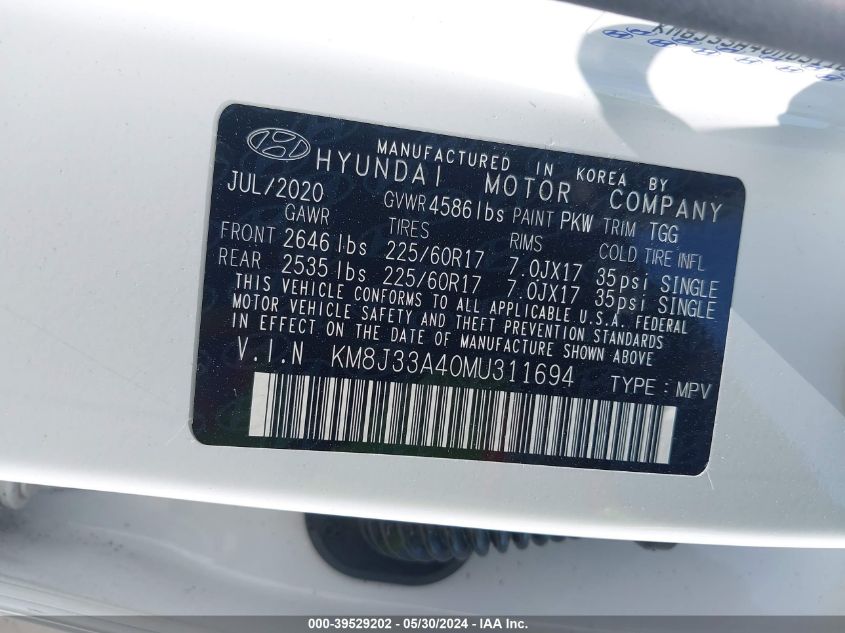 MANUFACTURED IN KOREA BY
HYUNDAI MOTOR COMPANY
JUL/2020 GVWR 4586 lbs PAINT PKW TRIM TGG
GAWR TIRES RIMS COLD TIRE INFL
FRONT 2646 lbs 225/60R17 7.0JX17 35psi SINGLE
REAR 2535 lbs 225/60R17 7.0JX17 35psi SINGLE
THIS VEHICLE CONFORMS TO ALL APPLICABLE U.S.A. FEDERAL
MOTOR VEHICLE SAFETY AND THEFT PREVENTION STANDARDS
IN EFFECT ON THE DATE OF MANUFACTURE SHOWN ABOVE
V.I.N KM8J33A40MU311694 TYPE : MPV
000-39529202 - 05/30/2024 - IAA Inc.